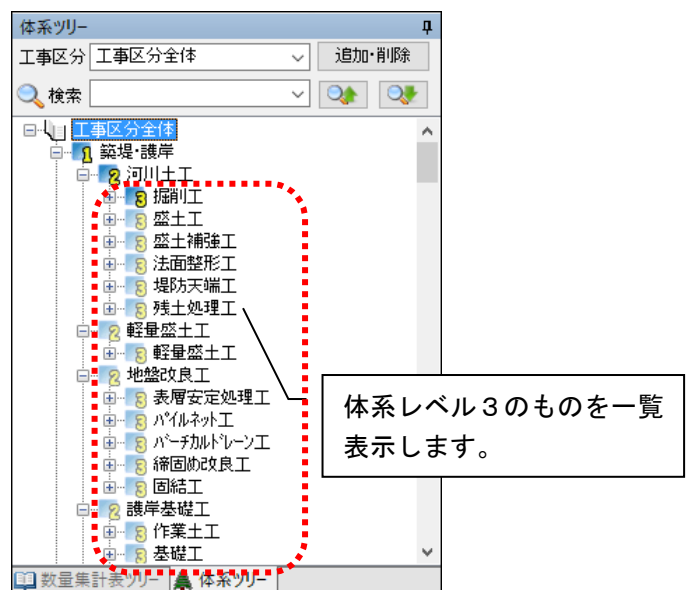 体系ツリー
工事区分 工事区分全体 追加・削除
検索
工事区分全体
1 築堤・護岸
2 河川土工
3 掘削工
3 盛土工
3 盛土補強工
3 法面整形工
3 堤防天端工
3 残土処理工
2 軽量盛土工
3 軽量盛土工
2 地盤改良工
3 表層安定処理工
3 パイルネット工
3 バーチカルドレーン工
3 締固め改良工
3 固結工
2 護岸基礎工
3 作業土工
3 基礎工
数量集計表ツリー 体系ツリー
体系レベル３のものを一覧
表示します。